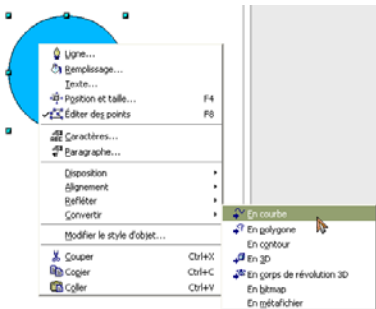 Ligne...
Remplissage...
Texte...
Position et taille... F4
Éditer des points F8
Caractères...
Paragraphe...
Disposition
Alignement
Refléter
Convertir
En courbe
En polygone
En contour
En 3D
En corps de révolution 3D
En bitmap
En métafichier
Modifier le style d'objet...
Couper Ctrl+X
Copier Ctrl+C
Coller Ctrl+V